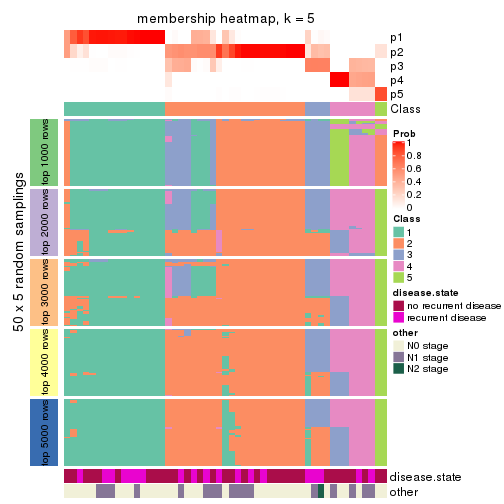 membership heatmap, k = 5
p1
p2
p3
p4
p5
Class
50 x 5 random samplings
top 1000 rows
top 2000 rows
top 3000 rows
top 4000 rows
top 5000 rows
disease.state
other
Prob
1
0.8
0.6
0.4
0.2
0
Class
1
2
3
4
5
disease.state
no recurrent disease
recurrent disease
other
N0 stage
N1 stage
N2 stage